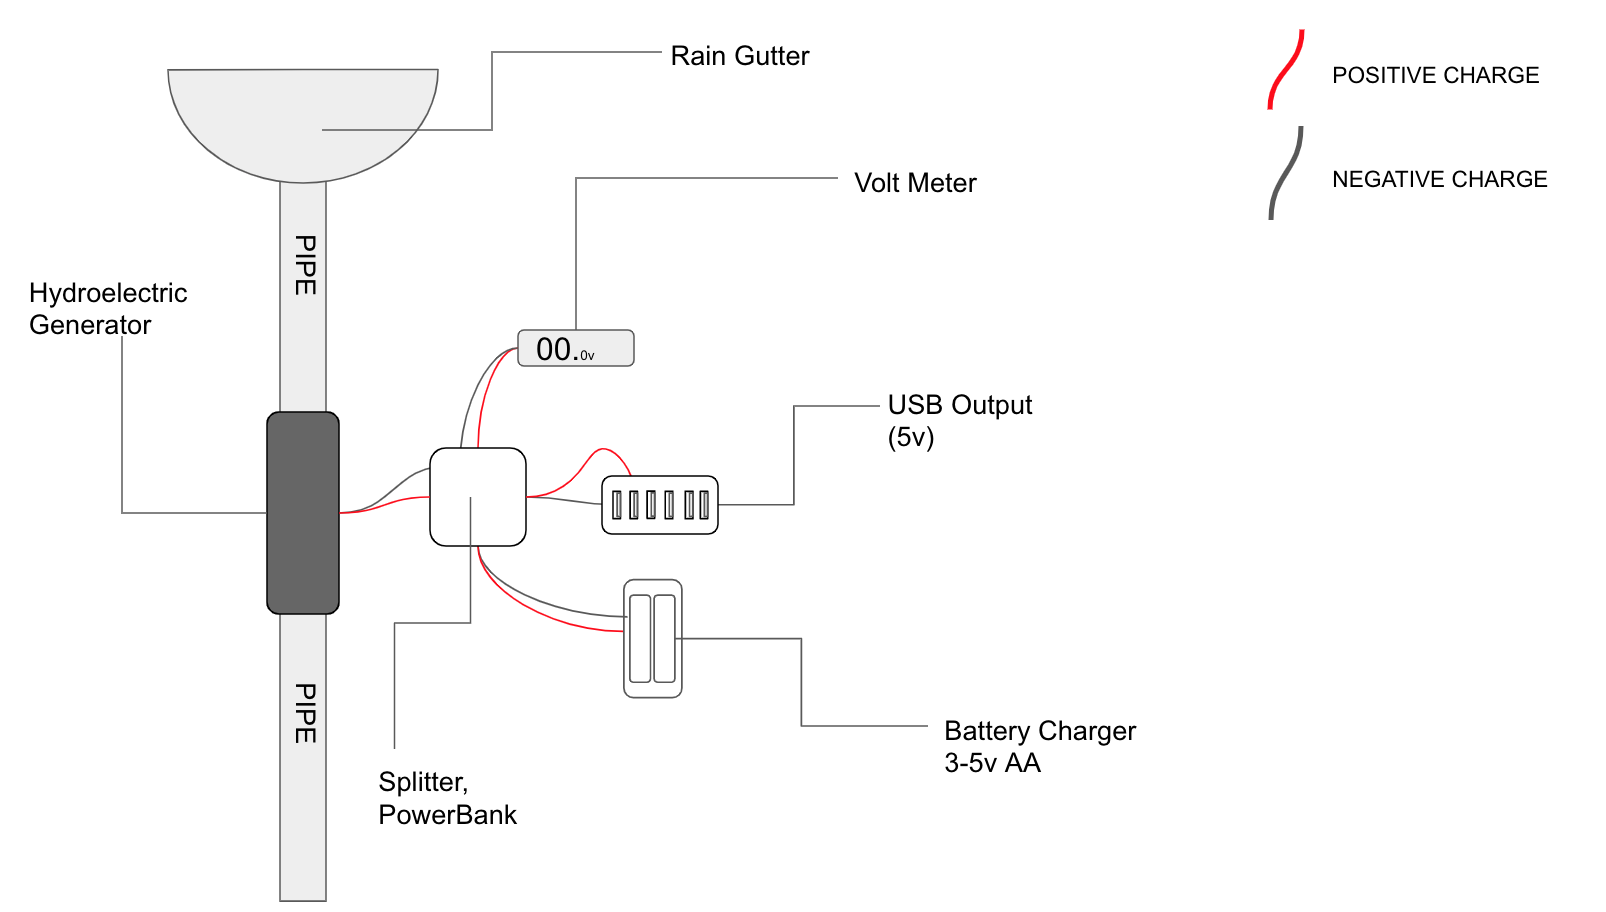 Rain Gutter
POSITIVE CHARGE
Volt Meter
NEGATIVE CHARGE
PIPE
Hydroelectric
Generator
00.0v
USB Output
(5v)
PIPE
Battery Charger
3-5v AA
Splitter,
PowerBank